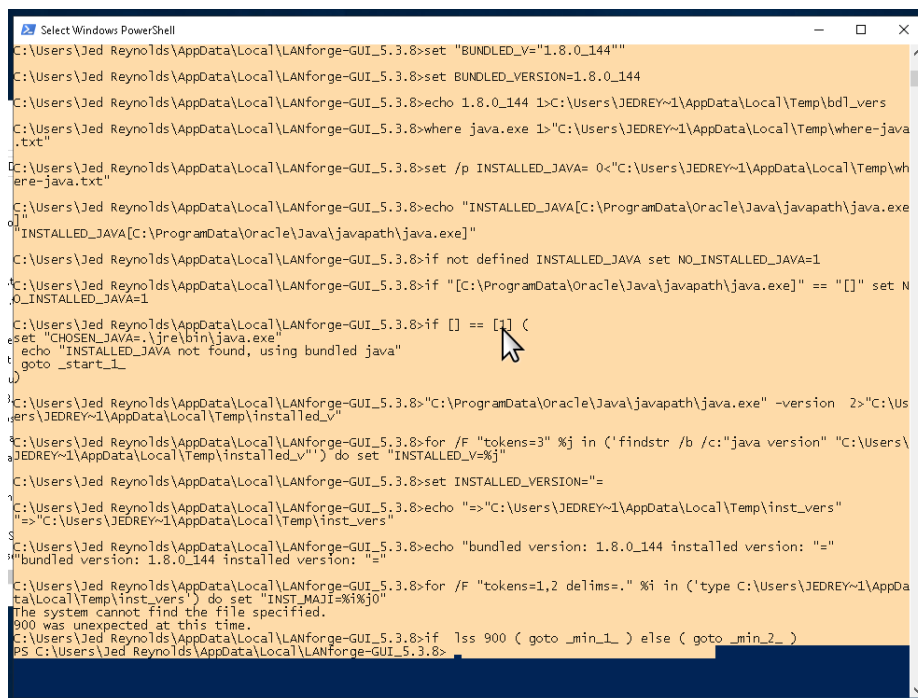 Select Windows PowerShell
C:\Users\Jed Reynolds\AppData\Local\LANforge-GUI_5.3.8>set "BUNDLED_V="1.8.0_144""
C:\Users\Jed Reynolds\AppData\Local\LANforge-GUI_5.3.8>set BUNDLED_VERSION=1.8.0_144
C:\Users\Jed Reynolds\AppData\Local\LANforge-GUI_5.3.8>echo 1.8.0_144 1>C:\Users\JEDREY~1\AppData\Local\Temp\bdl_vers
C:\Users\Jed Reynolds\AppData\Local\LANforge-GUI_5.3.8>where java.exe 1>"C:\Users\JEDREY~1\AppData\Local\Temp\where-java
.txt"
C:\Users\Jed Reynolds\AppData\Local\LANforge-GUI_5.3.8>set /p INSTALLED_JAVA= 0<"C:\Users\JEDREY~1\AppData\Local\Temp\wh
ere-java.txt"
C:\Users\Jed Reynolds\AppData\Local\LANforge-GUI_5.3.8>echo "INSTALLED_JAVA[C:\ProgramData\Oracle\Java\javapath\java.exe
]"
"INSTALLED_JAVA[C:\ProgramData\Oracle\Java\javapath\java.exe]"
C:\Users\Jed Reynolds\AppData\Local\LANforge-GUI_5.3.8>if not defined INSTALLED_JAVA set NO_INSTALLED_JAVA=1
C:\Users\Jed Reynolds\AppData\Local\LANforge-GUI_5.3.8>if "[C:\ProgramData\Oracle\Java\javapath\java.exe]" == "[]" set N
O_INSTALLED_JAVA=1
C:\Users\Jed Reynolds\AppData\Local\LANforge-GUI_5.3.8>if [] == [1] (
set "CHOSEN_JAVA=.\jre\bin\java.exe"
 echo "INSTALLED_JAVA not found, using bundled java"
 goto _start_1_
)
C:\Users\Jed Reynolds\AppData\Local\LANforge-GUI_5.3.8>"C:\ProgramData\Oracle\Java\javapath\java.exe" -version  2>"C:\Us
ers\JEDREY~1\AppData\Local\Temp\installed_v"
C:\Users\Jed Reynolds\AppData\Local\LANforge-GUI_5.3.8>for /F "tokens=3" %j in ('findstr /b /c:"java version" "C:\Users\
JEDREY~1\AppData\Local\Temp\installed_v"') do set "INSTALLED_V=%j"
C:\Users\Jed Reynolds\AppData\Local\LANforge-GUI_5.3.8>set INSTALLED_VERSION="=
C:\Users\Jed Reynolds\AppData\Local\LANforge-GUI_5.3.8>echo "=>"C:\Users\JEDREY~1\AppData\Local\Temp\inst_vers"
"=>"C:\Users\JEDREY~1\AppData\Local\Temp\inst_vers"
C:\Users\Jed Reynolds\AppData\Local\LANforge-GUI_5.3.8>echo "bundled version: 1.8.0_144 installed version: "="
"bundled version: 1.8.0_144 installed version: "="
C:\Users\Jed Reynolds\AppData\Local\LANforge-GUI_5.3.8>for /F "tokens=1,2 delims=." %i in ('type C:\Users\JEDREY~1\AppDa
ta\Local\Temp\inst_vers') do set "INST_MAJI=%i%j0"
The system cannot find the file specified.
900 was unexpected at this time.
C:\Users\Jed Reynolds\AppData\Local\LANforge-GUI_5.3.8>if  lss 900 ( goto _min_1_ ) else ( goto _min_2_ )
PS C:\Users\Jed Reynolds\AppData\Local\LANforge-GUI_5.3.8>